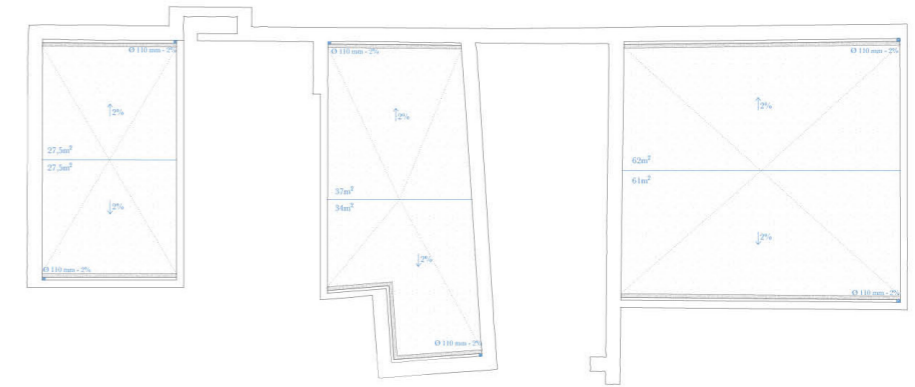 Ø 110 mm - 2%
2%
27,5m²
27,5m²
2%
Ø 110 mm - 2%
Ø 110 mm - 2%
2%
37m²
34m²
2%
Ø 110 mm - 2%
Ø 110 mm - 2%
2%
62m²
61m²
2%
Ø 110 mm - 2%